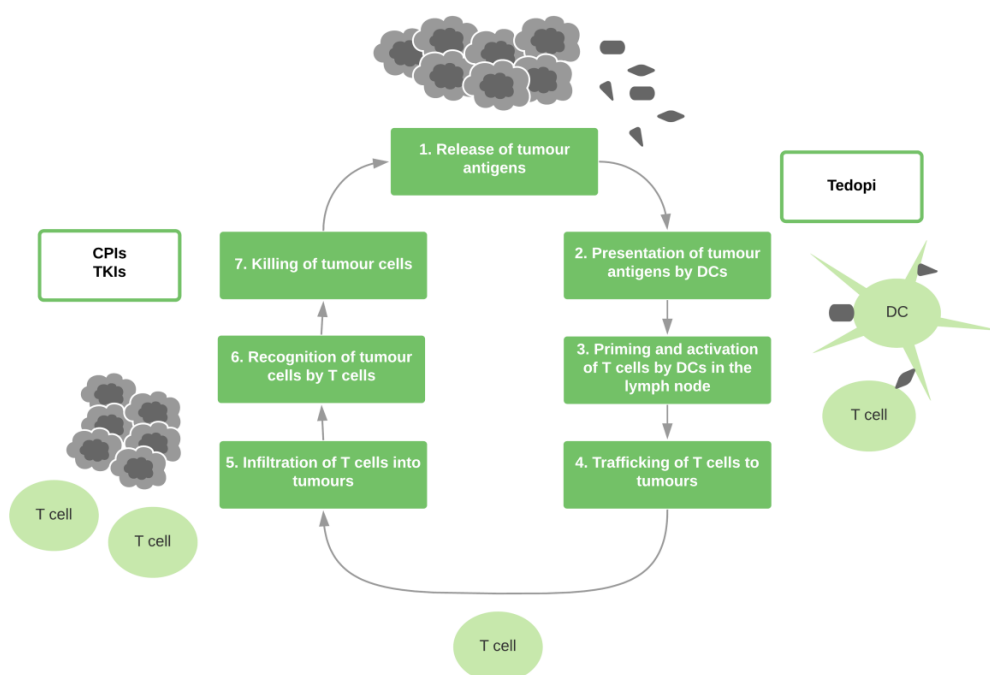 1. Release of tumour
antigens
Tedopi
CPIs
TKIs
7. Killing of tumour cells
2. Presentation of tumour
antigens by DCs
DC
6. Recognition of tumour
cells by T cells
3. Priming and activation
of T cells by DCs in the
lymph node
T cell
5. Infiltration of T cells into
tumours
4. Trafficking of T cells to
tumours
T cell
T cell
T cell